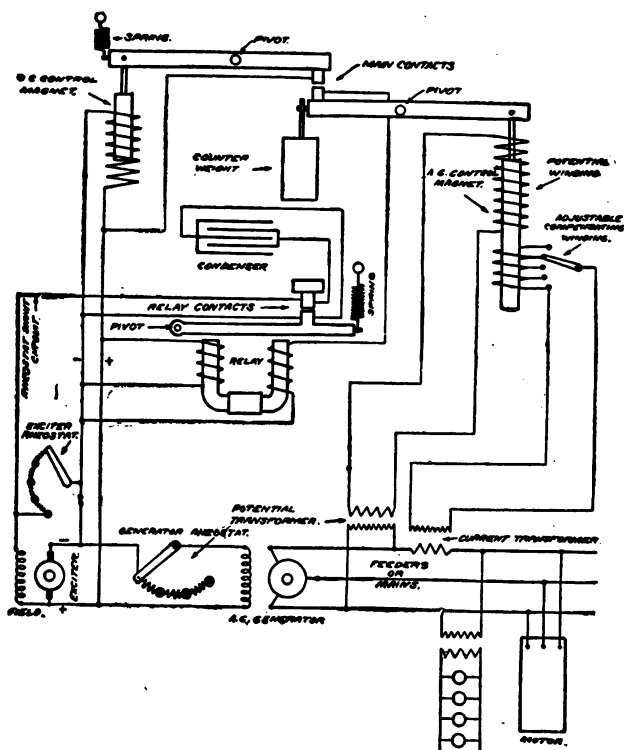 SPRING.
PIVOT.
D C CONTROL
MAGNET.
MAIN CONTACTS
PIVOT
COUNTER
WEIGHT
A.C. CONTROL
MAGNET.
POTENTIAL
WINDING
ADJUSTABLE
COMPENSATING
WINDING.
CONDENSER
SPRING
RELAY CONTACTS
PIVOT
RHEOSTAT SHUNT
CIRCUIT.
- +
RELAY
EXCITER
RHEOSTAT.
POTENTIAL
TRANSFORMER.
GENERATOR RHEOSTAT.
CURRENT TRANSFORMER.
-
EXCITER
FEEDERS
OR
MAINS.
FIELD.
+
A.C. GENERATOR
MOTOR.